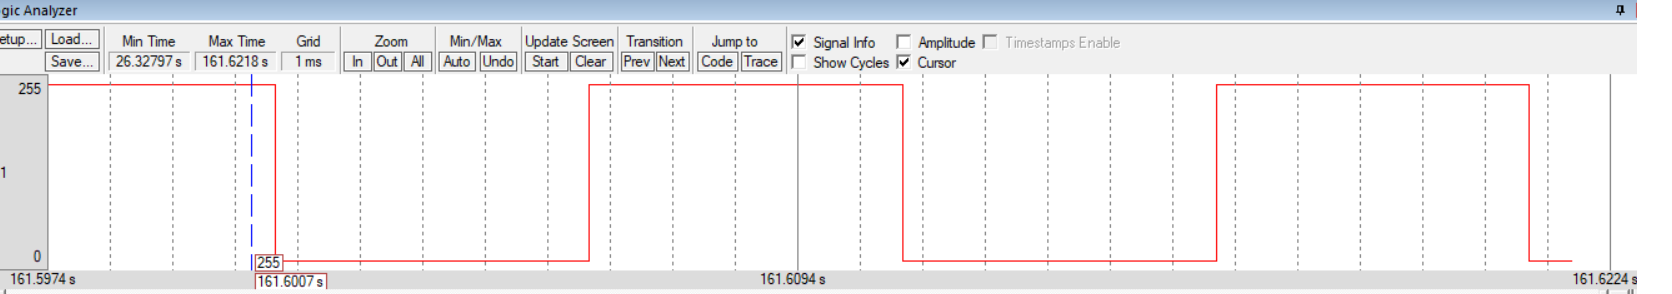 gic Analyzer
etup... Load... Min Time Max Time Grid Zoom Min/Max Update Screen Transition Jump to Signal Info Amplitude Timestamps Enable
Save... 26.32797 s 161.6218 s 1 ms In Out All Auto Undo Start Clear Prev Next Code Trace Show Cycles Cursor
255
1
0
255
161.5974 s 161.6007 s 161.6094 s 161.6224 s